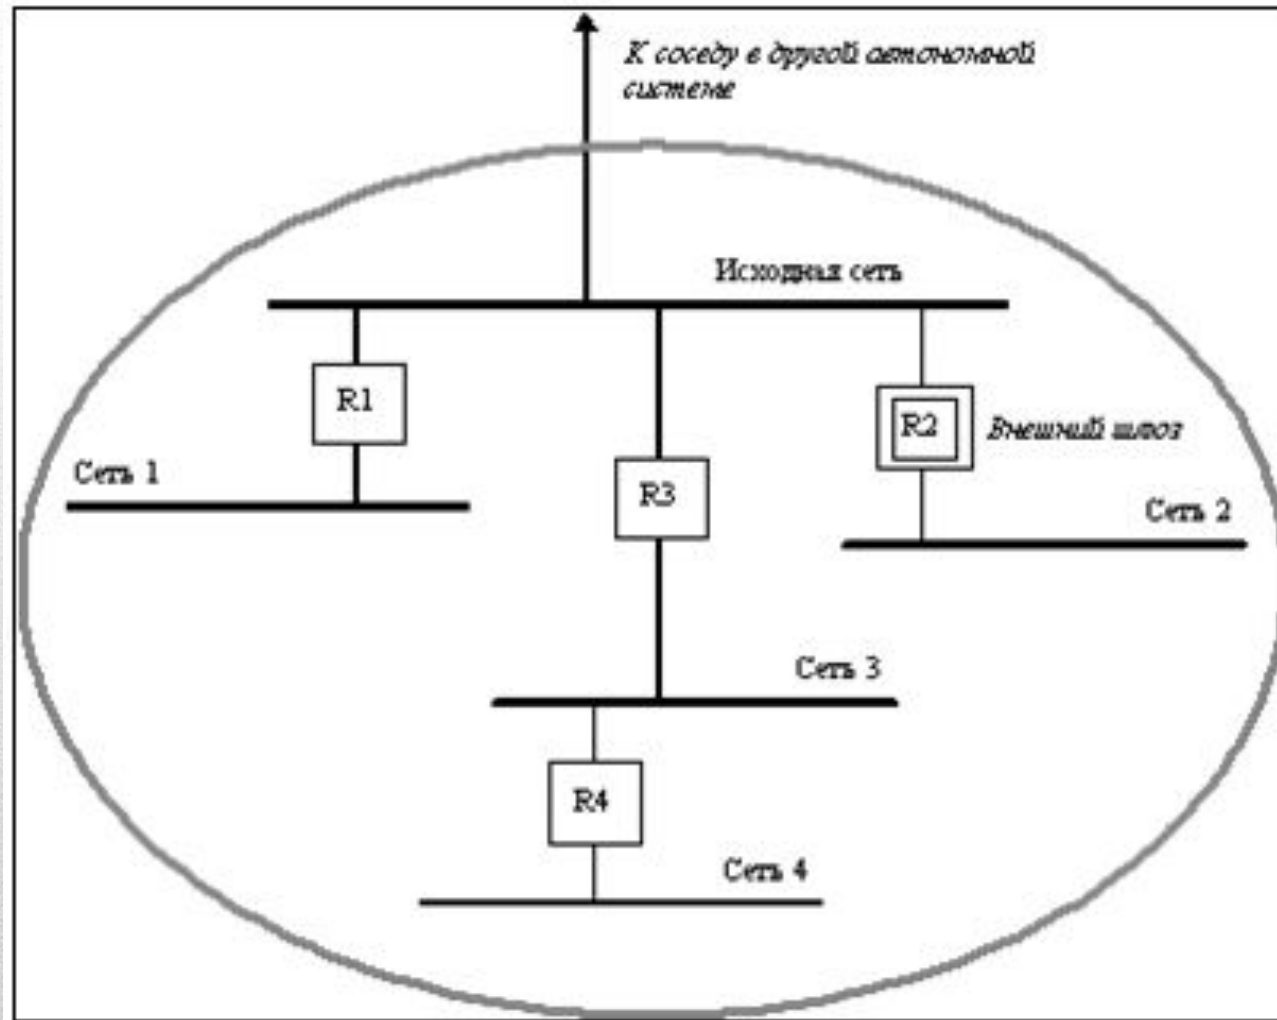 К соседу в другой автономной
системе
Исходная сеть
R1
R2
Внешний шлюз
Сеть 1
R3
Сеть 2
Сеть 3
R4
Сеть 4